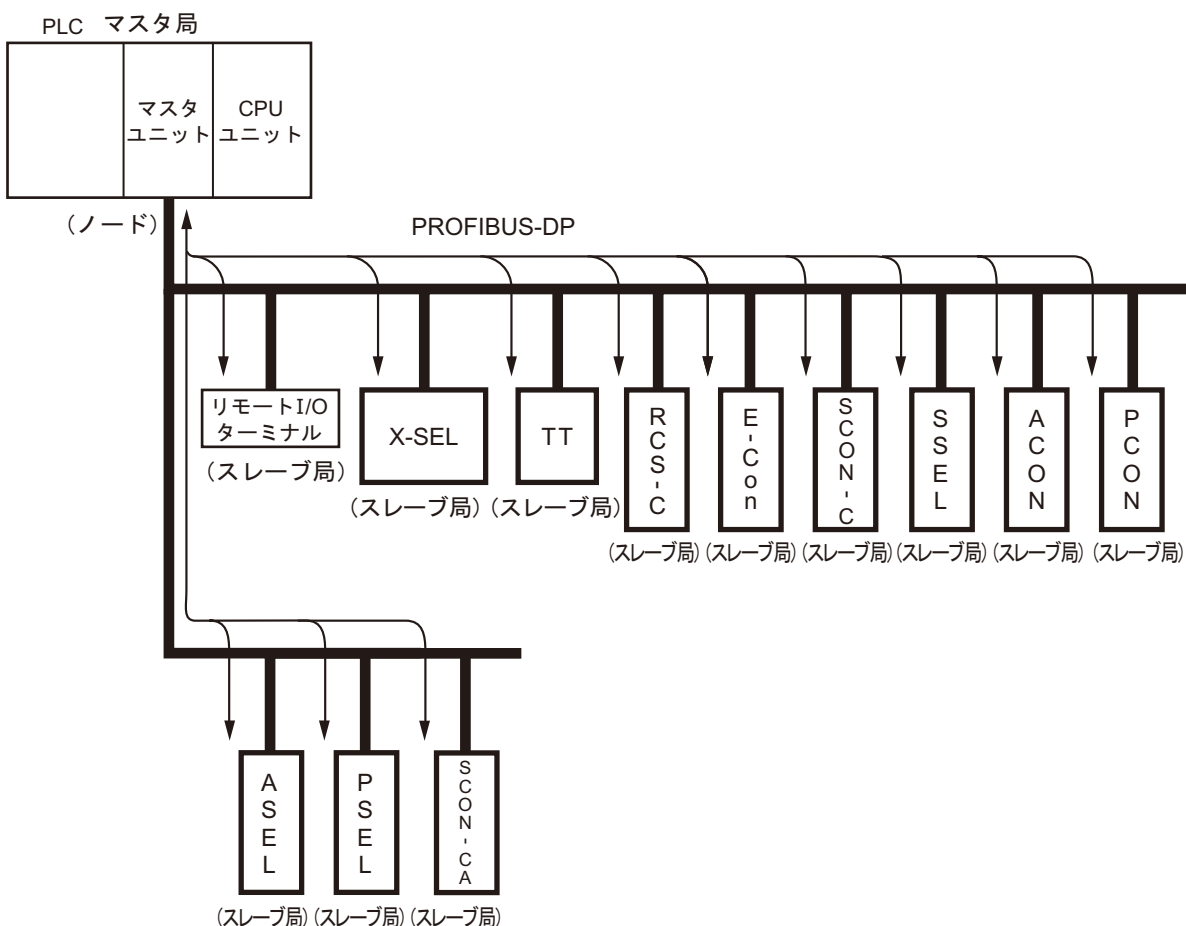 PLC マスタ局
マスタ
ユニット
CPU
ユニット
(ノード)
PROFIBUS-DP
リモートI/O
ターミナル
(スレーブ局)
X-SEL
(スレーブ局)
TT
(スレーブ局)
RCS-C
(スレーブ局)
E-Con
(スレーブ局)
SCON-C
(スレーブ局)
SSEL
(スレーブ局)
ACON
(スレーブ局)
PCON
(スレーブ局)
ASEL
(スレーブ局)
PSEL
(スレーブ局)
SCON-CA
(スレーブ局)